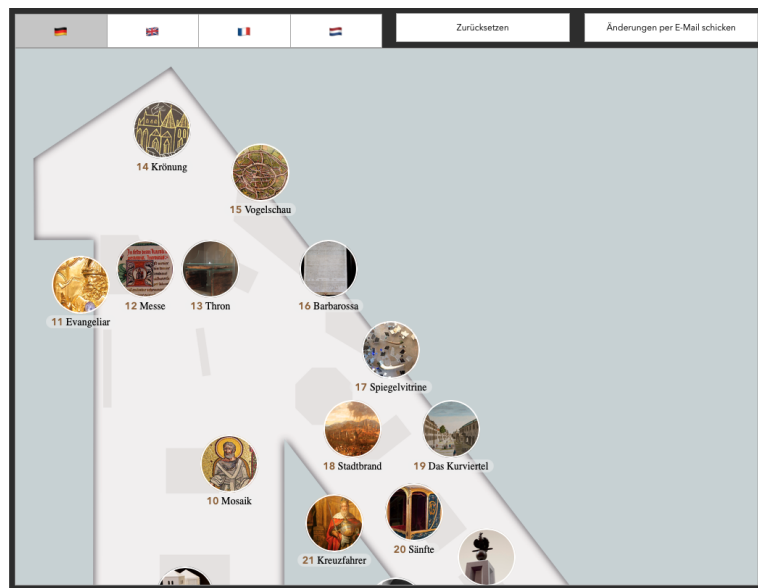 Zurücksetzen
Änderungen per E-Mail schicken
14 Krönung
15 Vogelschau
11 Evangeliar
12 Messe
13 Thron
16 Barbarossa
17 Spiegelvitrine
18 Stadtbrand
19 Das Kurviertel
10 Mosaik
21 Kreuzfahrer
20 Sänfte